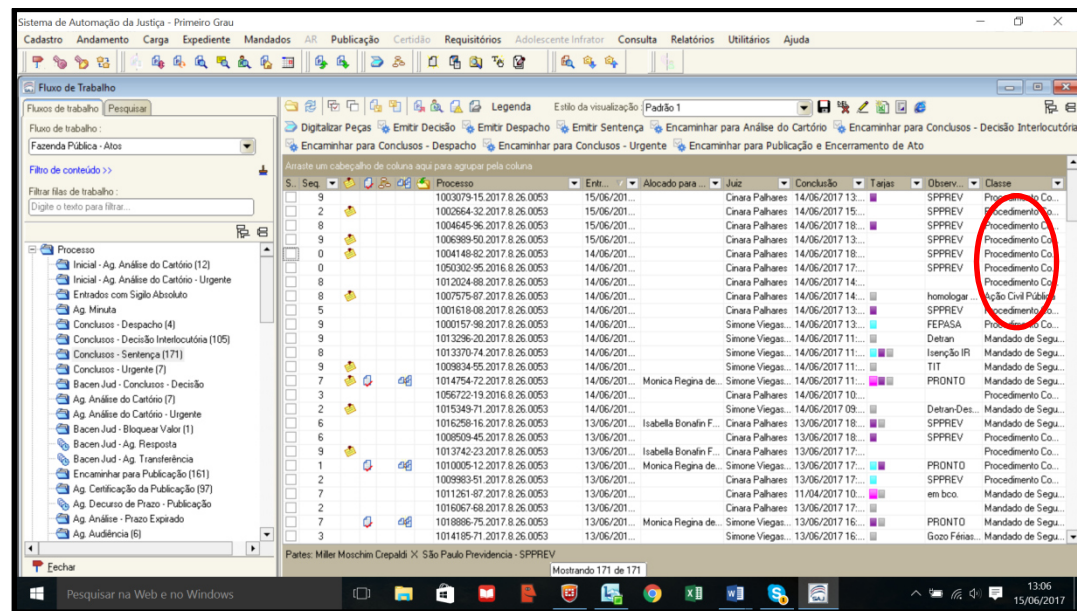 Sistema de Automação da Justiça - Primeiro Grau
Cadastro Andamento Carga Expediente Mandados AR Publicação Certidão Requisitórios Adolescente Infrator Consulta Relatórios Utilitários Ajuda
Fluxo de Trabalho
Fluxos de trabalho Pesquisar
Fluxo de trabalho :
Fazenda Pública - Atos
Filtro de conteúdo >>
Filtrar filas de trabalho :
Digite o texto para filtrar...
Processo
Inicial - Ag. Análise do Cartório (12)
Inicial - Ag. Análise do Cartório - Urgente
Entrados com Sigilo Absoluto
Ag. Minuta
Conclusos - Despacho (4)
Conclusos - Decisão Interlocutória (105)
Conclusos - Sentença (171)
Conclusos - Urgente (7)
Bacen Jud - Conclusos - Decisão
Ag. Análise do Cartório (7)
Ag. Análise do Cartório - Urgente
Bacen Jud - Bloquear Valor (1)
Bacen Jud - Ag. Resposta
Bacen Jud - Ag. Transferência
Encaminhar para Publicação (161)
Ag. Certificação da Publicação (97)
Ag. Decurso de Prazo - Publicação
Ag. Análise - Prazo Expirado
Ag. Audiência (6)
Fechar
Legenda Estilo da visualização : Padrão 1
Digitalizar Peças Emitir Decisão Emitir Despacho Emitir Sentença Encaminhar para Análise do Cartório Encaminhar para Conclusos - Decisão Interlocutória
Encaminhar para Conclusos - Despacho Encaminhar para Conclusos - Urgente Encaminhar para Publicação e Encerramento de Ato
Arraste um cabeçalho de coluna aqui para agrupar pela coluna
S.. Seq. Processo Entr... Alocado para ... Juiz Conclusão Tarjas Observ... Classe
9 1003079-15.2017.8.26.0053 15/06/201... Cinara Palhares 14/06/2017 13:... SPPREV Procedimento Co...
2 1002664-32.2017.8.26.0053 15/06/201... Cinara Palhares 14/06/2017 15:... SPPREV Procedimento Co...
8 1004645-96.2017.8.26.0053 15/06/201... Cinara Palhares 14/06/2017 18:... SPPREV Procedimento Co...
9 1006989-50.2017.8.26.0053 15/06/201... Cinara Palhares 14/06/2017 13:... SPPREV Procedimento Co...
0 1004148-82.2017.8.26.0053 14/06/201... Cinara Palhares 14/06/2017 18:... SPPREV Procedimento Co...
0 1050302-95.2016.8.26.0053 14/06/201... Cinara Palhares 14/06/2017 17:... SPPREV Procedimento Co...
8 1012024-88.2017.8.26.0053 14/06/201... Cinara Palhares 14/06/2017 14:... Procedimento Co...
8 1007575-87.2017.8.26.0053 14/06/201... Cinara Palhares 14/06/2017 14:... homologar ... Ação Civil Pública
5 1001618-08.2017.8.26.0053 14/06/201... Cinara Palhares 14/06/2017 13:... SPPREV Procedimento Co...
9 1000157-98.2017.8.26.0053 14/06/201... Simone Viegas... 14/06/2017 13:... FEPASA Procedimento Co...
9 1013296-20.2017.8.26.0053 14/06/201... Simone Viegas... 14/06/2017 11:... Detran Mandado de Segu...
8 1013370-74.2017.8.26.0053 14/06/201... Simone Viegas... 14/06/2017 11:... Isenção IR Mandado de Segu...
9 1009834-55.2017.8.26.0053 14/06/201... Simone Viegas... 14/06/2017 11:... TIT Mandado de Segu...
7 1014754-72.2017.8.26.0053 14/06/201... Monica Regina de... Simone Viegas... 14/06/2017 11:... PRONTO Mandado de Segu...
3 1056722-19.2016.8.26.0053 14/06/201... Cinara Palhares 14/06/2017 10:... Procedimento Co...
2 1015349-71.2017.8.26.0053 14/06/201... Simone Viegas... 14/06/2017 09:... Detran-Des... Mandado de Segu...
6 1016258-16.2017.8.26.0053 13/06/201... Isabella Bonafin F... Cinara Palhares 13/06/2017 18:... SPPREV Mandado de Segu...
6 1008509-45.2017.8.26.0053 13/06/201... Cinara Palhares 13/06/2017 18:... SPPREV Procedimento Co...
9 1013742-23.2017.8.26.0053 13/06/201... Isabella Bonafin F... Cinara Palhares 13/06/2017 17:... Procedimento Co...
1 1010005-12.2017.8.26.0053 13/06/201... Monica Regina de... Simone Viegas... 13/06/2017 17:... PRONTO Procedimento Co...
2 1009983-51.2017.8.26.0053 13/06/201... Cinara Palhares 13/06/2017 17:... SPPREV Procedimento Co...
7 1011261-87.2017.8.26.0053 13/06/201... Cinara Palhares 11/04/2017 10:... em bco. Mandado de Segu...
2 1016067-68.2017.8.26.0053 13/06/201... Cinara Palhares 13/06/2017 17:... Mandado de Segu...
7 1018886-75.2017.8.26.0053 13/06/201... Monica Regina de... Simone Viegas... 13/06/2017 16:... PRONTO Mandado de Segu...
3 1014185-71.2017.8.26.0053 13/06/201... Simone Viegas... 13/06/2017 16:... Gozo Férias... Mandado de Segu...
Partes: Miller Moschim Crepaldi X São Paulo Previdencia - SPPREV
Mostrando 171 de 171
Pesquisar na Web e no Windows
13:06
15/06/2017